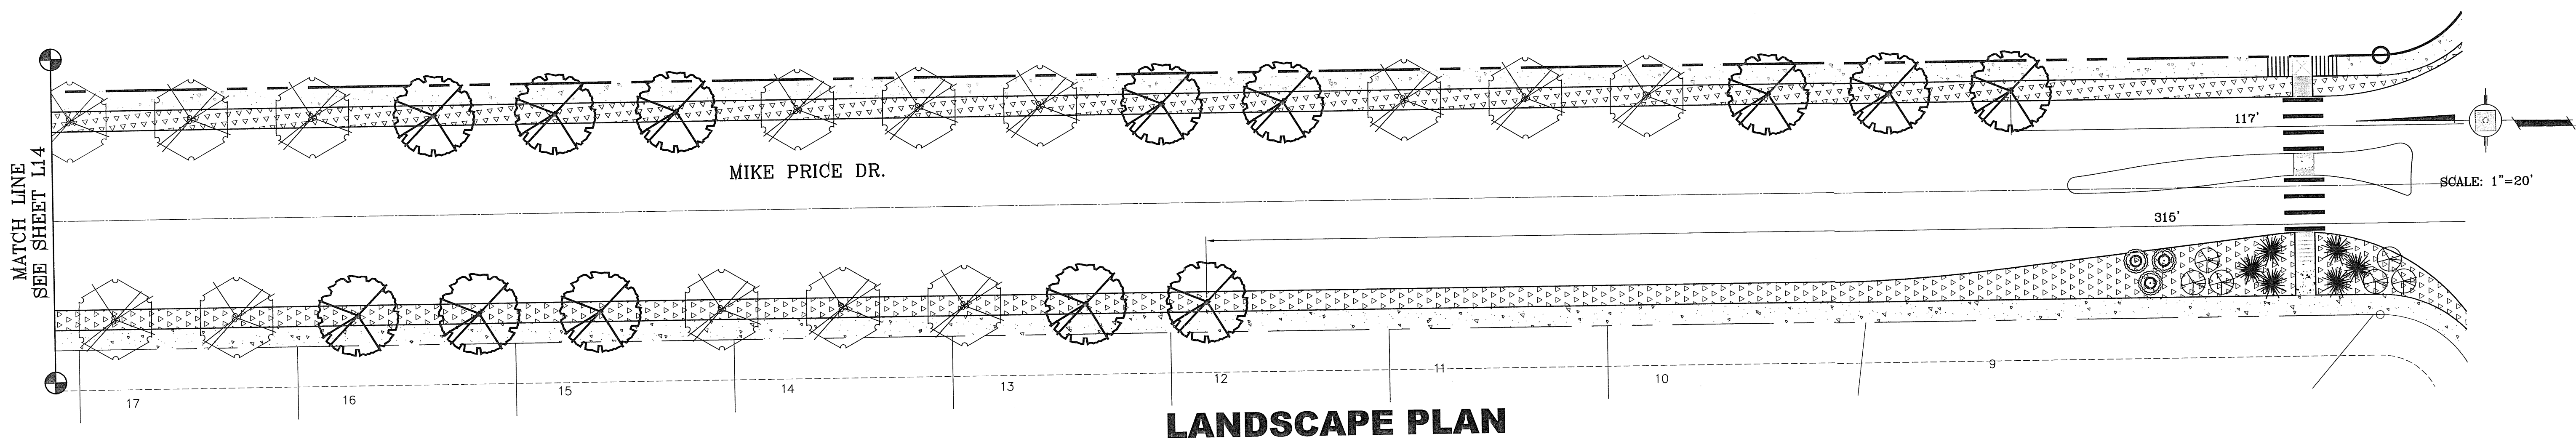 MATCH LINE
SEE SHEET L14
MIKE PRICE DR.
117'
SCALE: 1"=20'
315'
17
16
15
14
13
12
11
10
9
LANDSCAPE PLAN